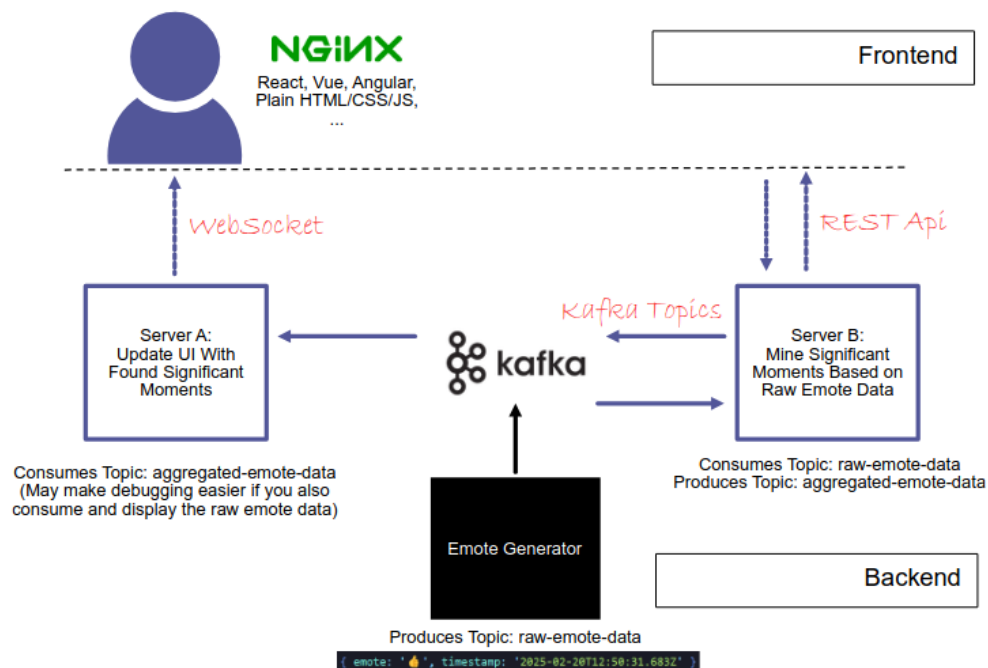 NGiNX
React, Vue, Angular,
Plain HTML/CSS/JS,
...
Frontend
WebSocket
REST Api
Kafka Topics
Server A:
Update UI With
Found Significant
Moments
kafka
Server B:
Mine Significant
Moments Based on
Raw Emote Data
Consumes Topic: aggregated-emote-data
(May make debugging easier if you also
consume and display the raw emote data)
Consumes Topic: raw-emote-data
Produces Topic: aggregated-emote-data
Emote Generator
Backend
Produces Topic: raw-emote-data
{ emote: '👍', timestamp: '2025-02-20T12:50:31.683Z' }